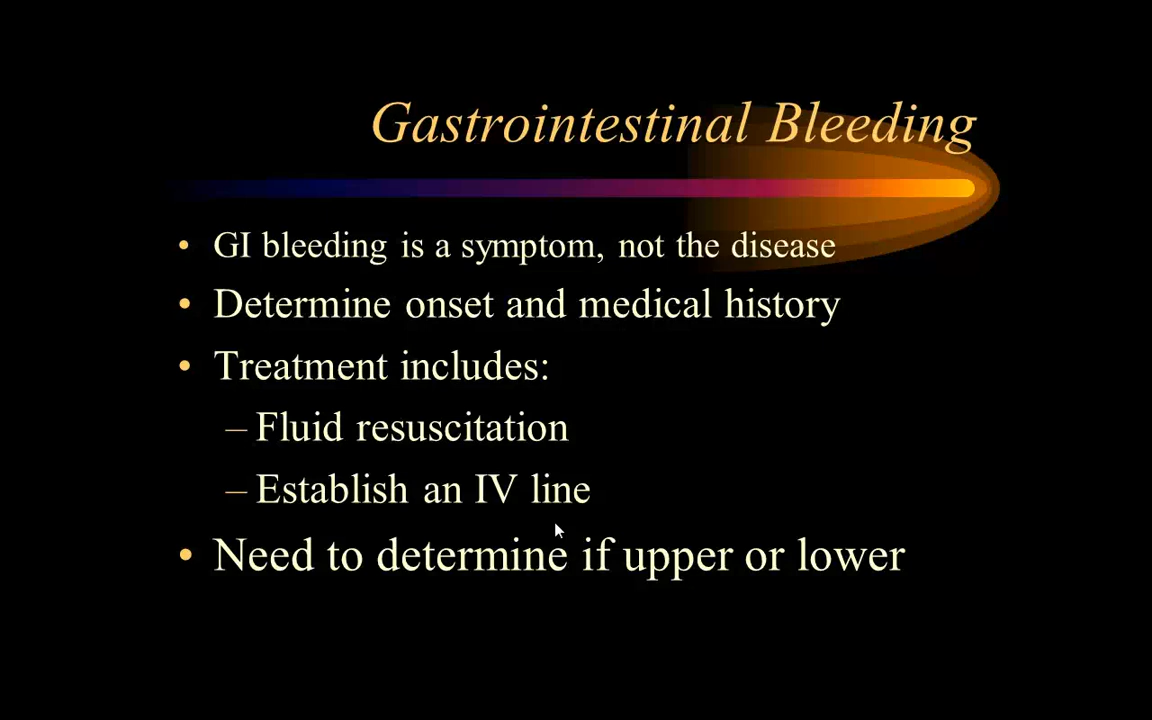 Gastrointestinal Bleeding
• GI bleeding is a symptom, not the disease
• Determine onset and medical history
• Treatment includes:
– Fluid resuscitation
– Establish an IV line
• Need to determine if upper or lower